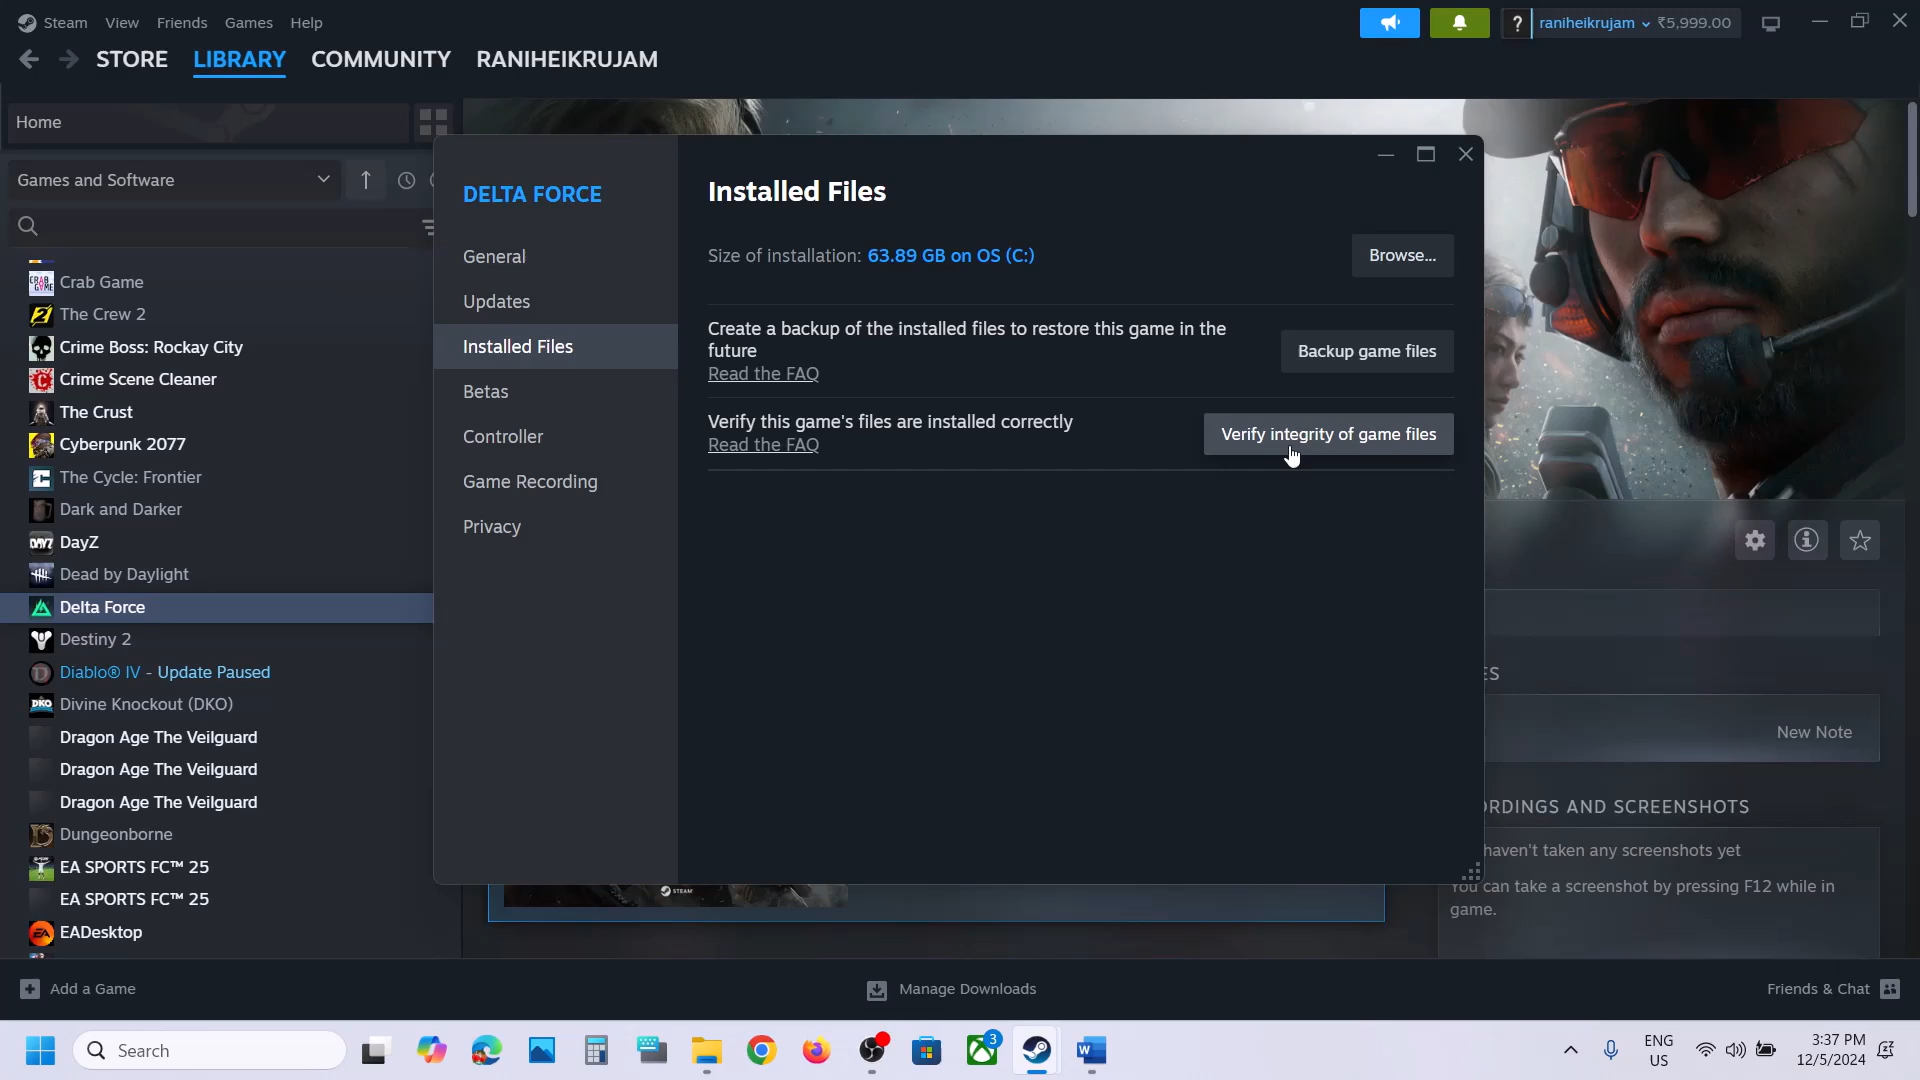 Steam View Friends Games Help
? raniheikrujam ₹5,999.00
STORE LIBRARY COMMUNITY RANIHEIKRUJAM
Home
Games and Software
Crab Game
The Crew 2
Crime Boss: Rockay City
Crime Scene Cleaner
The Crust
Cyberpunk 2077
The Cycle: Frontier
Dark and Darker
DayZ
Dead by Daylight
Delta Force
Destiny 2
Diablo® IV - Update Paused
Divine Knockout (DKO)
Dragon Age The Veilguard
Dragon Age The Veilguard
Dragon Age The Veilguard
Dungeonborne
EA SPORTS FC™ 25
EA SPORTS FC™ 25
EADesktop
DELTA FORCE
General
Updates
Installed Files
Betas
Controller
Game Recording
Privacy
Installed Files
Size of installation: 63.89 GB on OS (C:)
Browse...
Create a backup of the installed files to restore this game in the
future
Read the FAQ
Backup game files
Verify this game's files are installed correctly
Read the FAQ
Verify integrity of game files
ES
New Note
RDINGS AND SCREENSHOTS
haven't taken any screenshots yet
You can take a screenshot by pressing F12 while in
game.
STEAM
Add a Game
Manage Downloads
Friends & Chat
Search
3
ENG
US
3:37 PM
12/5/2024